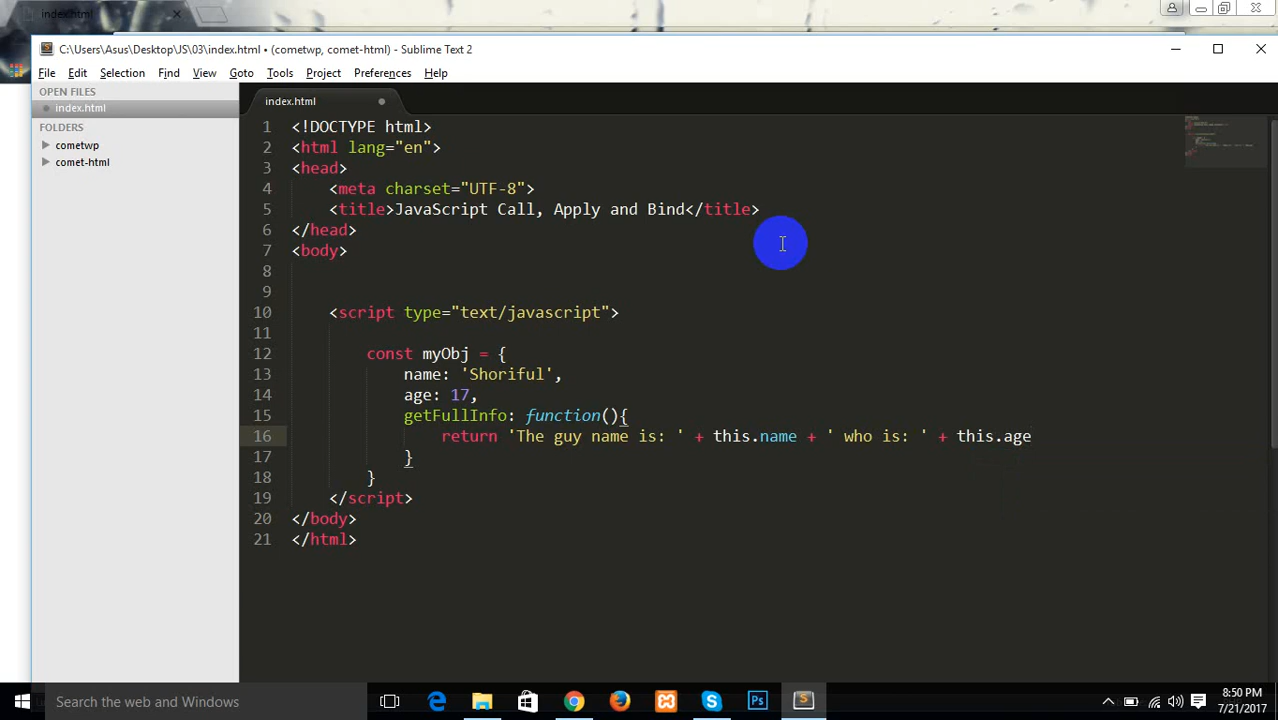 index.html
C:\Users\Asus\Desktop\JS\03\index.html • (cometwp, comet-html) - Sublime Text 2
File Edit Selection Find View Goto Tools Project Preferences Help
OPEN FILES
index.html
FOLDERS
cometwp
comet-html
index.html
1 <!DOCTYPE html>
2 <html lang="en">
3 <head>
4 <meta charset="UTF-8">
5 <title>JavaScript Call, Apply and Bind</title>
6 </head>
7 <body>
8
9
10 <script type="text/javascript">
11
12 const myObj = {
13 name: 'Shoriful',
14 age: 17,
15 getFullInfo: function(){
16 return 'The guy name is: ' + this.name + ' who is: ' + this.age
17 }
18 }
19 </script>
20 </body>
21 </html>
Search the web and Windows
Ps
8:50 PM
7/21/2017